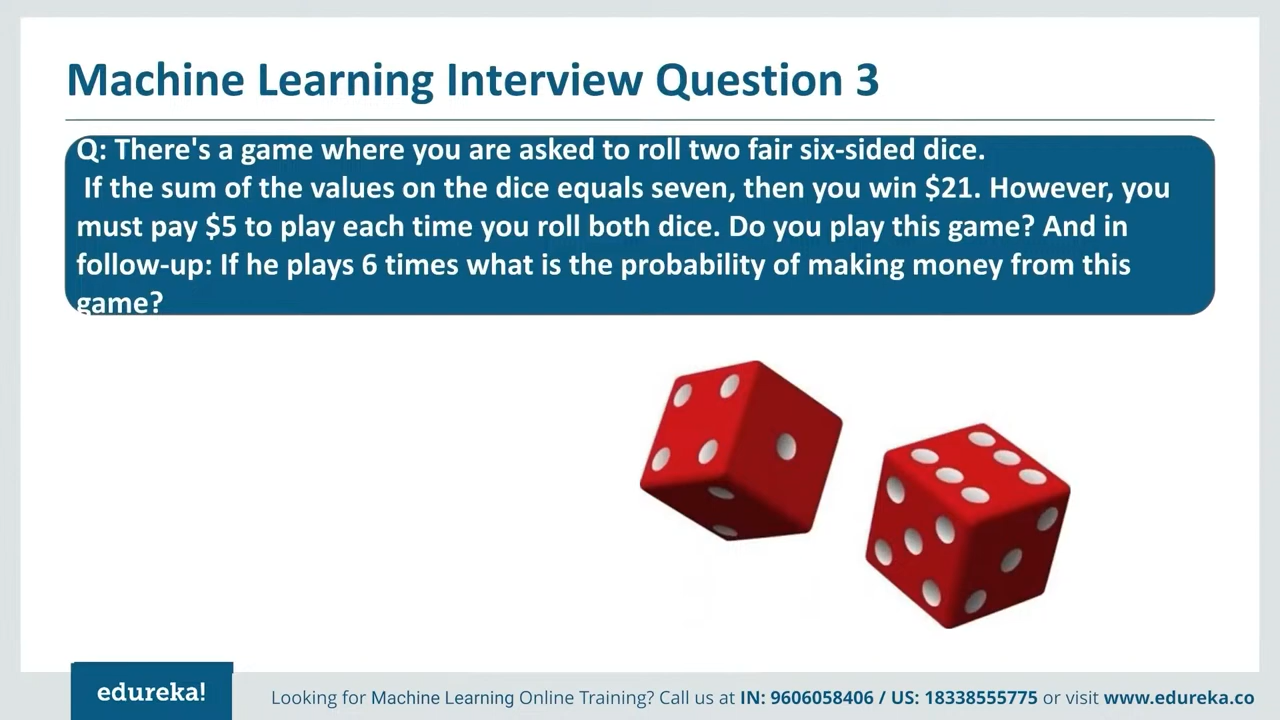 Machine Learning Interview Question 3
Q: There's a game where you are asked to roll two fair six-sided dice.
If the sum of the values on the dice equals seven, then you win $21. However, you
must pay $5 to play each time you roll both dice. Do you play this game? And in
follow-up: If he plays 6 times what is the probability of making money from this
game?
edureka!
Looking for Machine Learning Online Training? Call us at IN: 9606058406 / US: 18338555775 or visit www.edureka.co